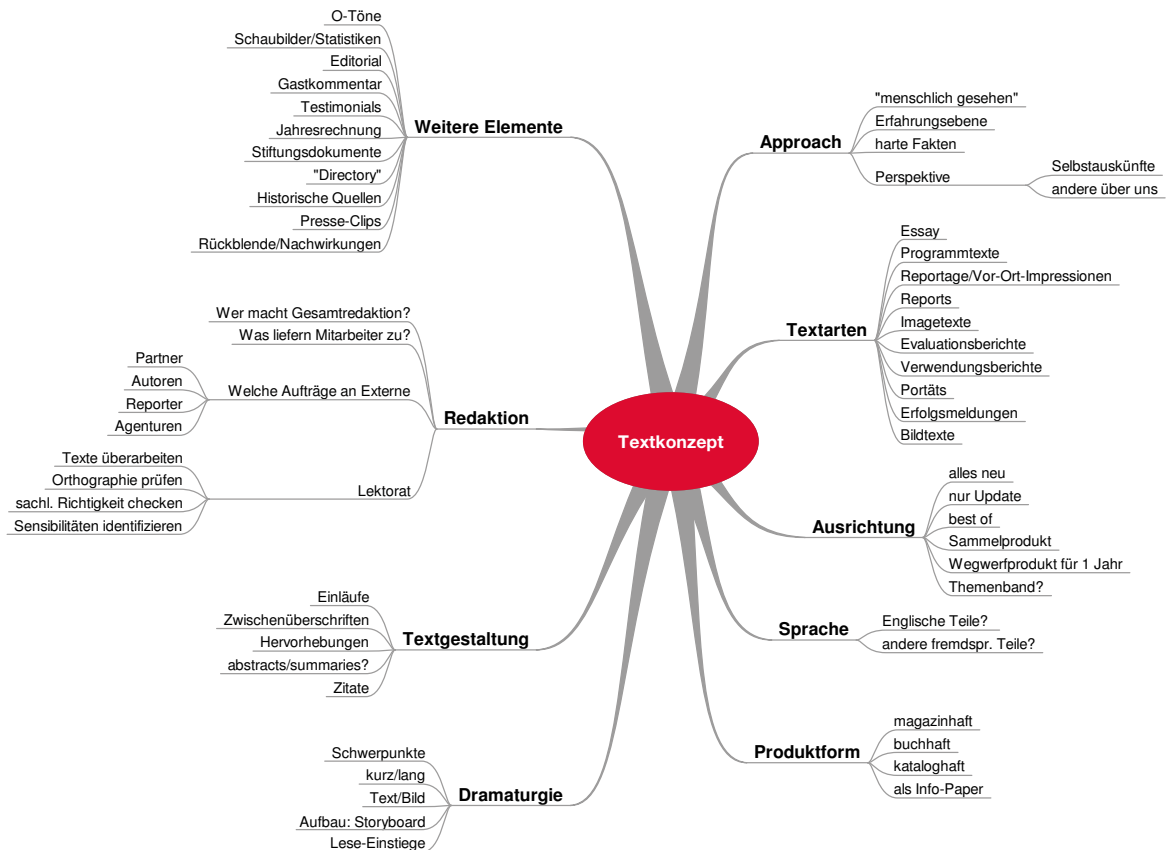 Textkonzept
Approach
"menschlich gesehen"
Erfahrungsebene
harte Fakten
Perspektive
Selbstauskünfte
andere über uns
Textarten
Essay
Programmtexte
Reportage/Vor-Ort-Impressionen
Reports
Imagetexte
Evaluationsberichte
Verwendungsberichte
Portäts
Erfolgsmeldungen
Bildtexte
Ausrichtung
alles neu
nur Update
best of
Sammelprodukt
Wegwerfprodukt für 1 Jahr
Themenband?
Sprache
Englische Teile?
andere fremdspr. Teile?
Produktform
magazinhaft
buchhaft
kataloghaft
als Info-Paper
Weitere Elemente
O-Töne
Schaubilder/Statistiken
Editorial
Gastkommentar
Testimonials
Jahresrechnung
Stiftungsdokumente
"Directory"
Historische Quellen
Presse-Clips
Rückblende/Nachwirkungen
Redaktion
Wer macht Gesamtredaktion?
Was liefern Mitarbeiter zu?
Welche Aufträge an Externe
Partner
Autoren
Reporter
Agenturen
Lektorat
Texte überarbeiten
Orthographie prüfen
sachl. Richtigkeit checken
Sensibilitäten identifizieren
Textgestaltung
Einläufe
Zwischenüberschriften
Hervorhebungen
abstracts/summaries?
Zitate
Dramaturgie
Schwerpunkte
kurz/lang
Text/Bild
Aufbau: Storyboard
Lese-Einstiege